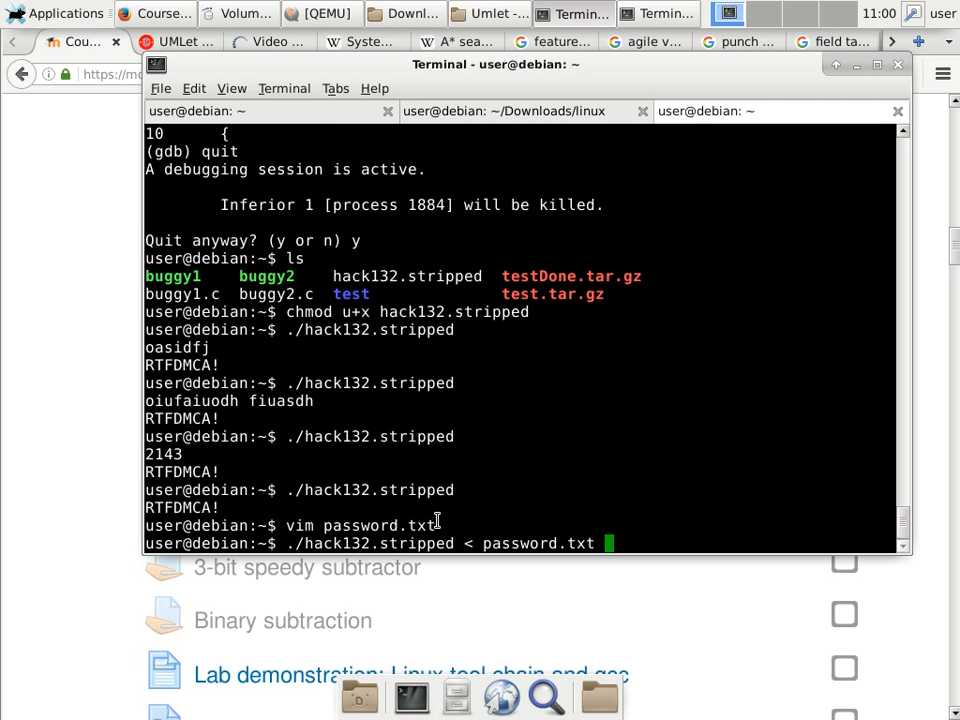 Applications
Course...
Volum...
[QEMU]
Downl...
Umlet -...
Termin...
Termin...
11:00
user
Cou...
UMLet ...
Video ...
Syste...
A* sea...
feature...
agile v...
punch ...
field ta...
https://mo
Terminal - user@debian: ~
File Edit View Terminal Tabs Help
user@debian: ~
user@debian: ~/Downloads/linux
user@debian: ~
10 {
(gdb) quit
A debugging session is active.
Inferior 1 [process 1884] will be killed.
Quit anyway? (y or n) y
user@debian:~$ ls
buggy1 buggy2 hack132.stripped testDone.tar.gz
buggy1.c buggy2.c test test.tar.gz
user@debian:~$ chmod u+x hack132.stripped
user@debian:~$ ./hack132.stripped
oasidfj
RTFDMCA!
user@debian:~$ ./hack132.stripped
oiufaiuodh fiuasdh
RTFDMCA!
user@debian:~$ ./hack132.stripped
2143
RTFDMCA!
user@debian:~$ ./hack132.stripped
RTFDMCA!
user@debian:~$ vim password.txt
user@debian:~$ ./hack132.stripped < password.txt
3-bit speedy subtractor
Binary subtraction
Lab demonstration: Linux tool chain and gcc